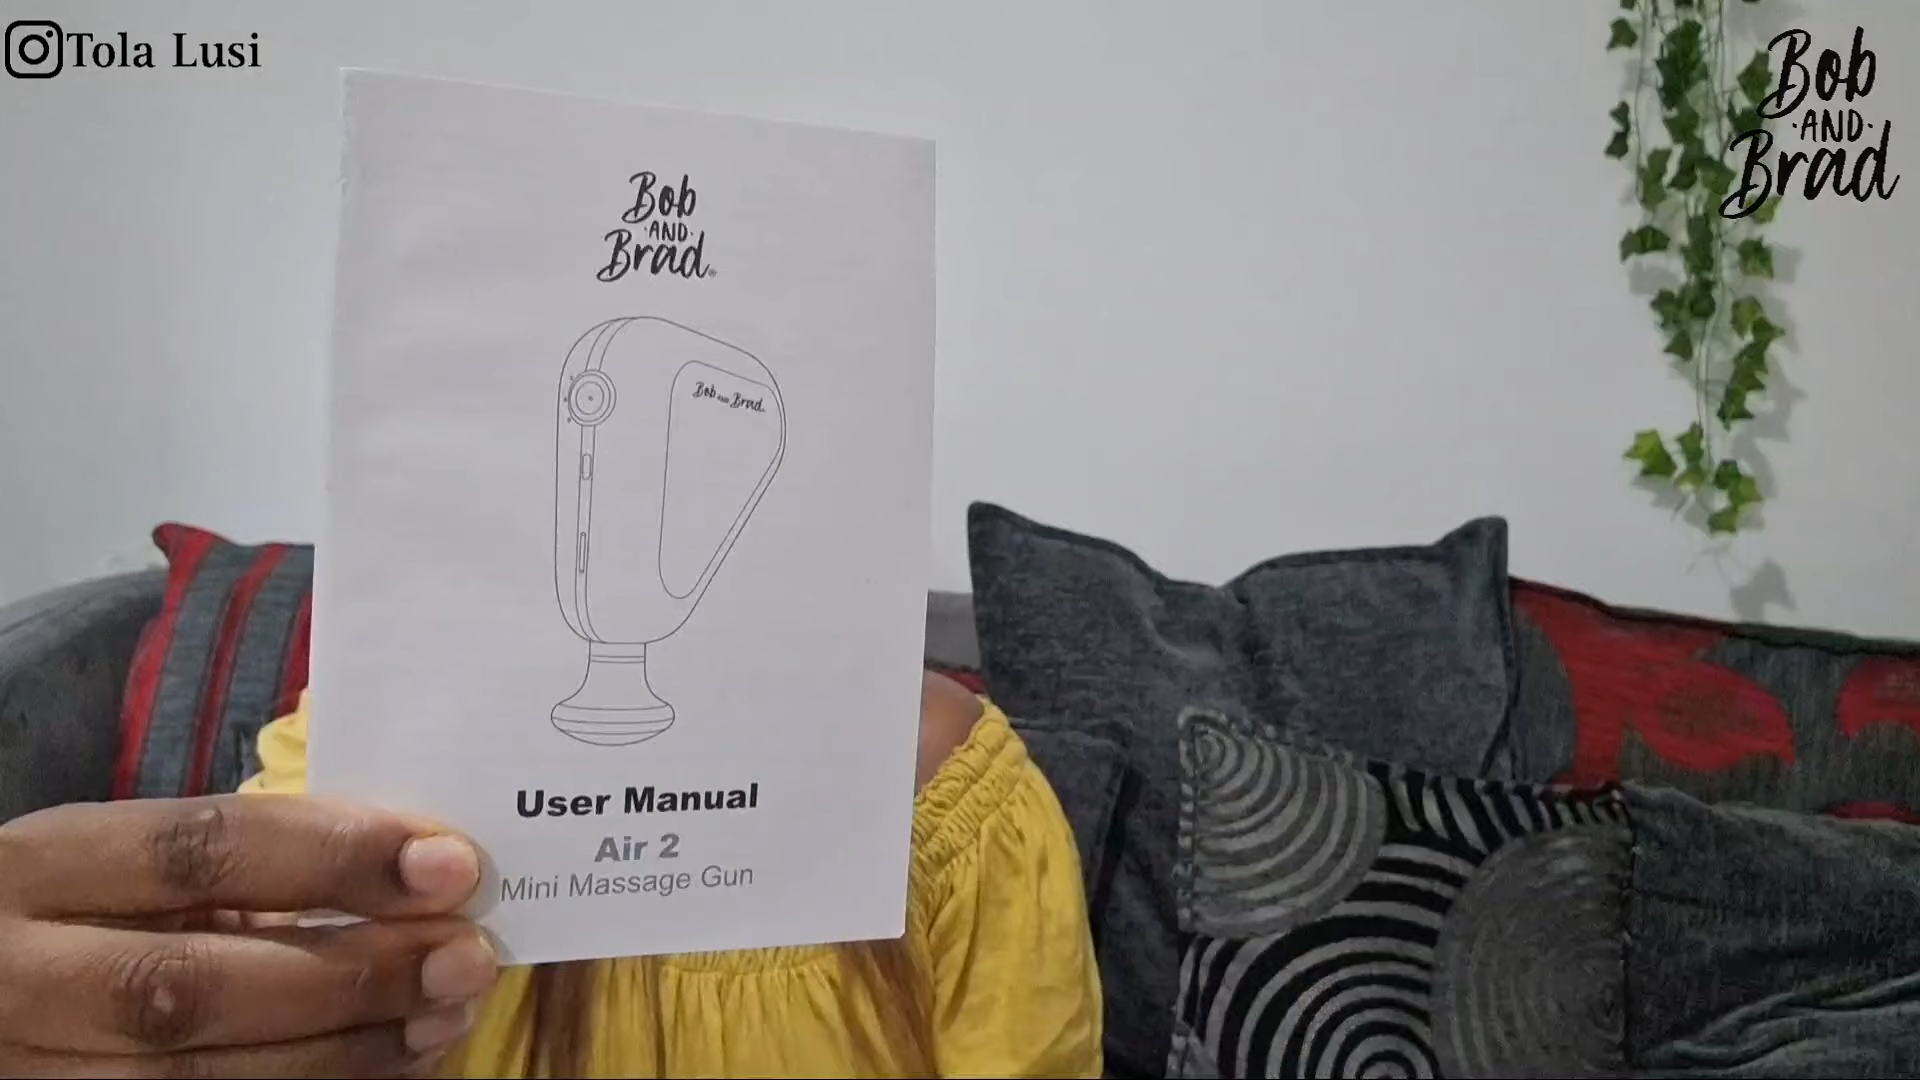 Tola Lusi
Bob
·AND·
Brad
Bob
·AND·
Brad®
Bob AND Brad
User Manual
Air 2
Mini Massage Gun